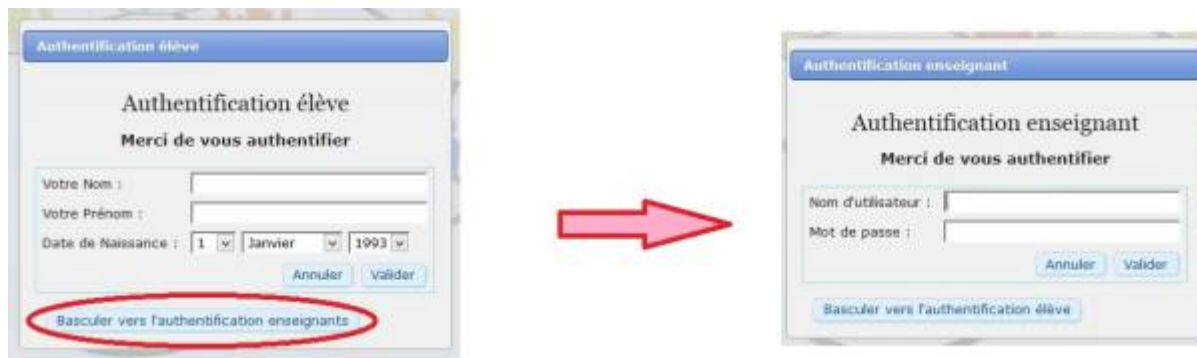 Authentification élève
Authentification élève
Merci de vous authentifier
Votre Nom :
Votre Prénom :
Date de Naissance : 1 Janvier 1993
Annuler Valider
Basculer vers l'authentification enseignants
Authentification enseignant
Authentification enseignant
Merci de vous authentifier
Nom d'utilisateur :
Mot de passe :
Annuler Valider
Basculer vers l'authentification élève